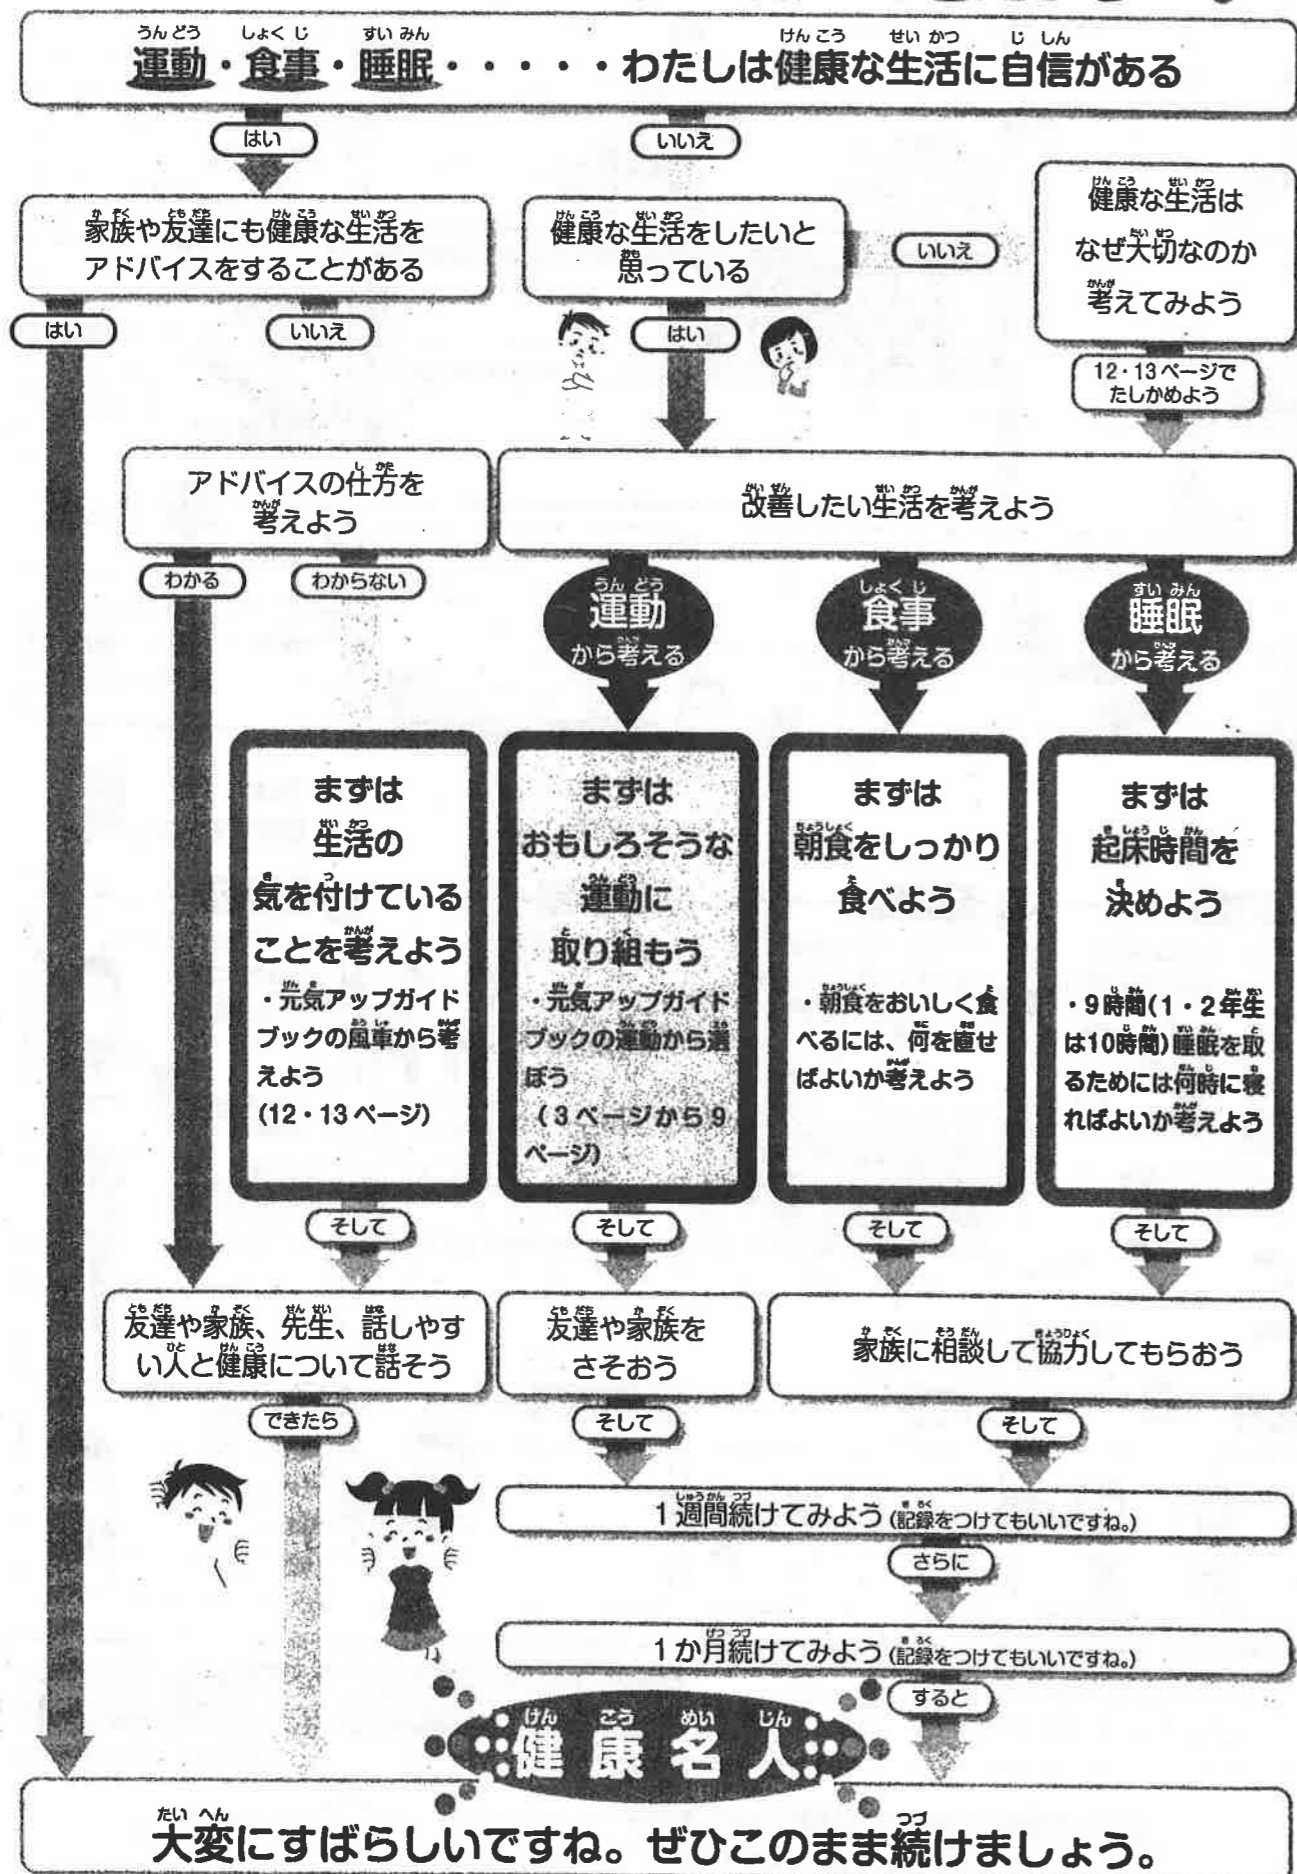 運動・食事・睡眠・・・・・わたしは健康な生活に自信がある
はい
いいえ
家族や友達にも健康な生活を
アドバイスをすることがある
健康な生活をしたいと
思っている
いいえ
健康な生活は
なぜ大切なのか
考えてみよう
はい
いいえ
はい
12・13ページで
たしかめよう
アドバイスの仕方を
考えよう
改善したい生活を考えよう
わかる
わからない
運動
から考える
食事
から考える
睡眠
から考える
まずは
生活の
気を付けている
ことを考えよう
・元気アップガイド
ブックの風車から考
えよう
(12・13ページ)
まずは
おもしろそうな
運動に
取り組もう
・元気アップガイド
ブックの運動から選
ぼう
(3ページから9
ページ)
まずは
朝食をしっかり
食べよう
・朝食をおいしく食
べるには、何を直せ
ばよいか考えよう
まずは
起床時間を
決めよう
・9時間(1・2年生
は10時間)睡眠を取
るためには何時に寝
ればよいか考えよう
そして
そして
そして
そして
友達や家族、先生、話しやす
い人と健康について話そう
友達や家族を
さそおう
家族に相談して協力してもらおう
できたら
そして
そして
1週間続けてみよう(記録をつけてもいいですね。)
さらに
1か月続けてみよう(記録をつけてもいいですね。)
すると
健康名人
大変にすばらしいですね。ぜひこのまま続けましょう。